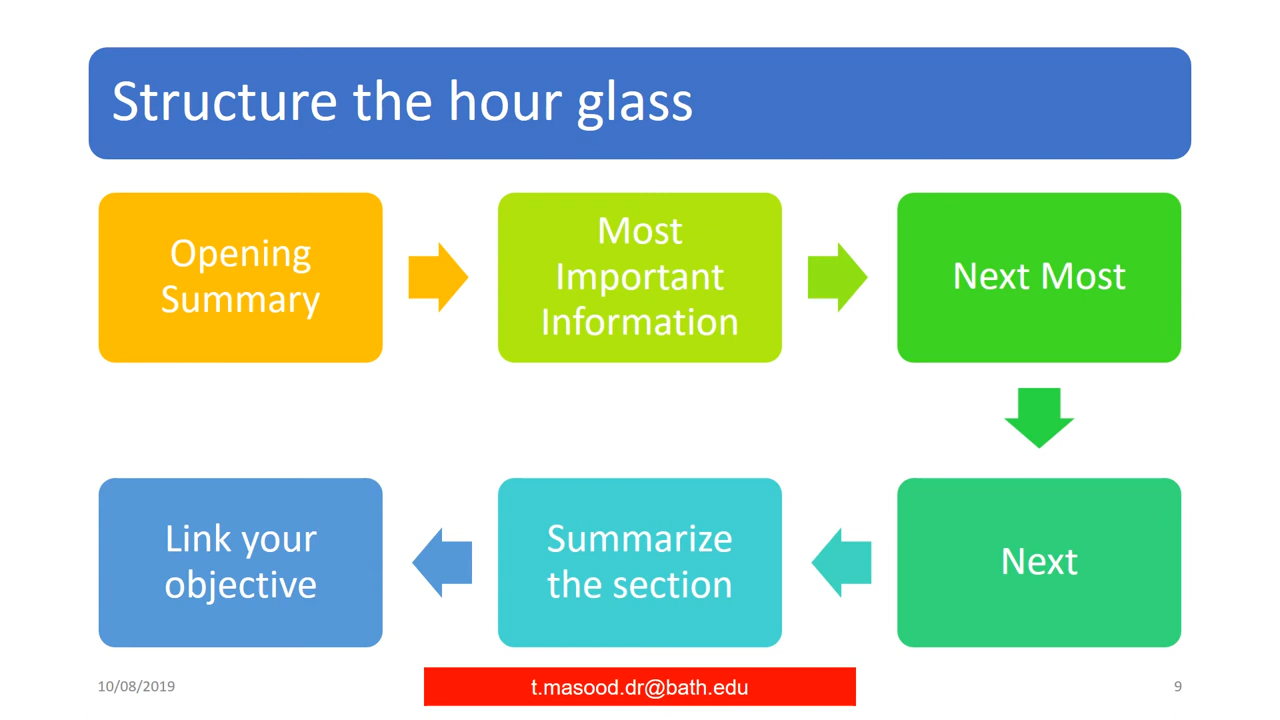 Structure the hour glass
Opening
Summary
Most
Important
Information
Next Most
Next
Summarize
the section
Link your
objective
10/08/2019
t.masood.dr@bath.edu
9